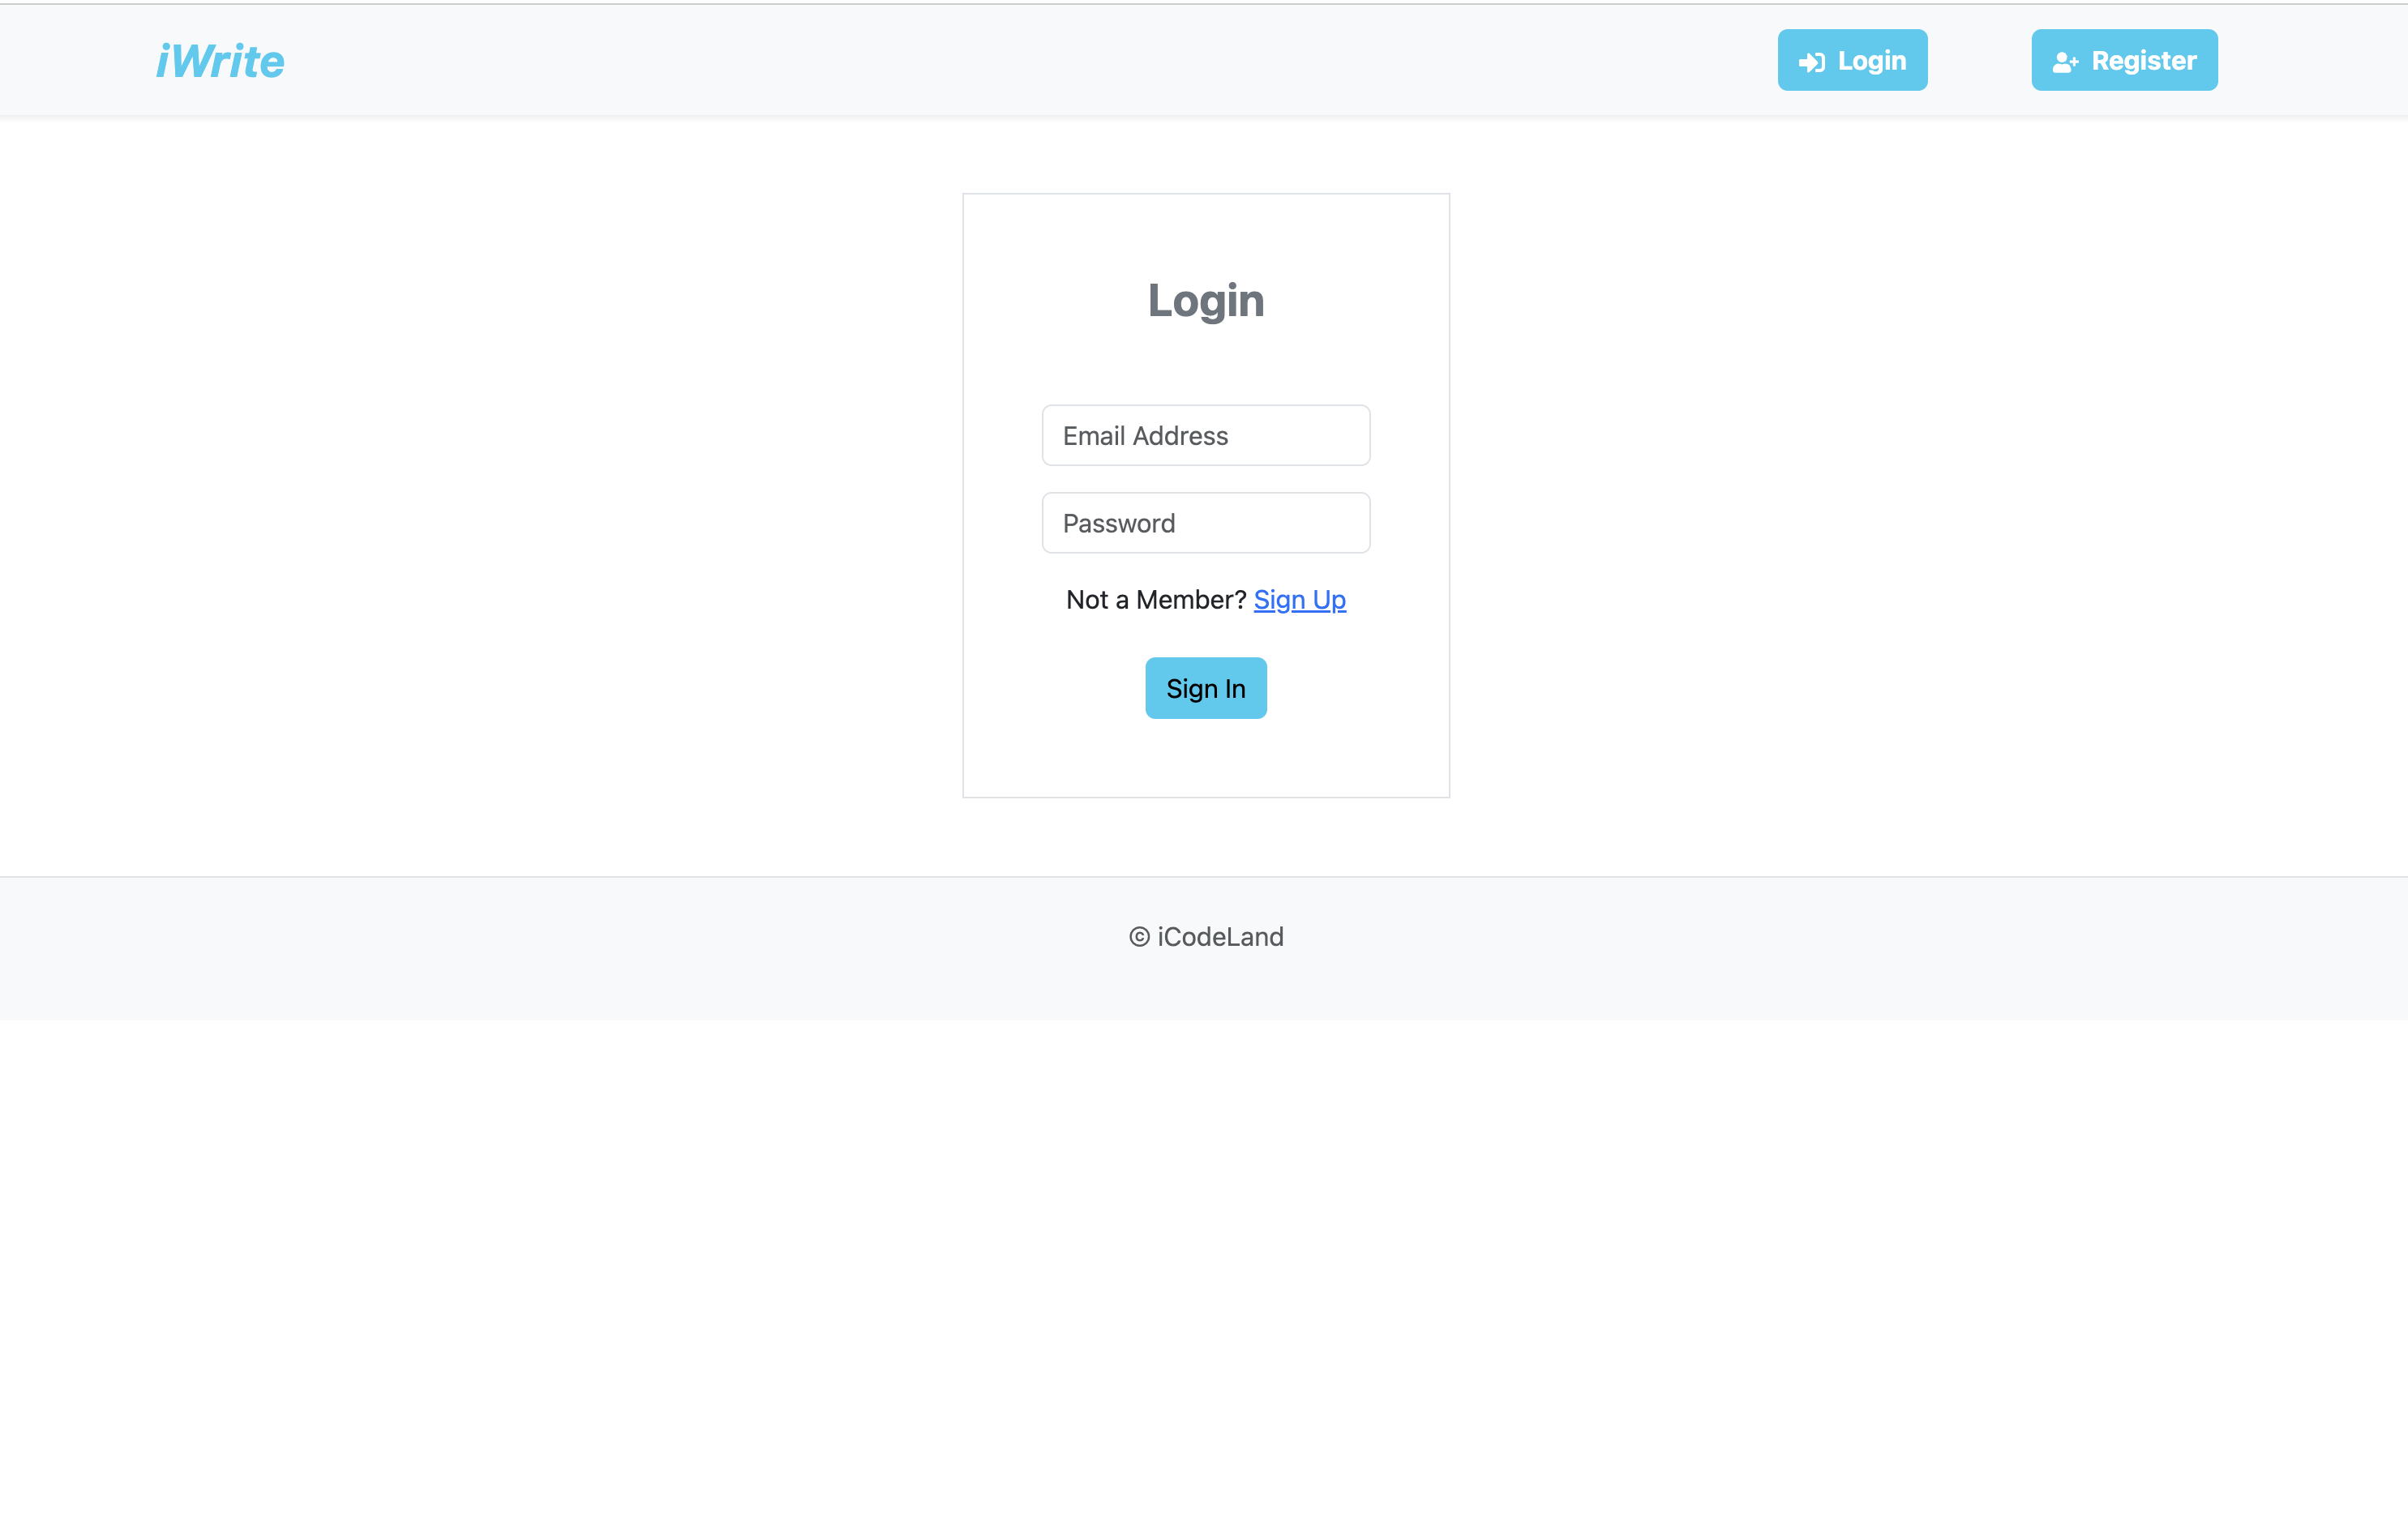 iWrite
Login
Register
Login
Email Address
Password
Not a Member? Sign Up
Sign In
© iCodeLand